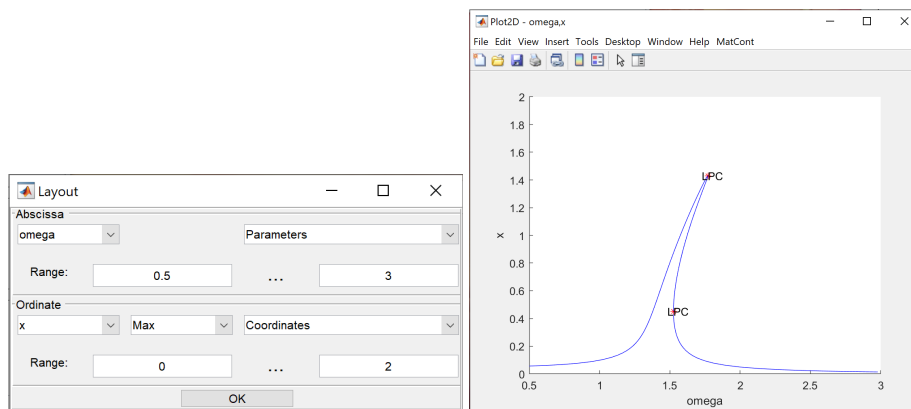 Layout
Abscissa
omega Parameters
Range: 0.5 ... 3
Ordinate
x Max Coordinates
Range: 0 ... 2
OK
Plot2D - omega,x
File Edit View Insert Tools Desktop Window Help MatCont
2
1.8
1.6
1.4
1.2
1
0.8
0.6
0.4
0.2
0
x
LPC
LPC
0.5 1 1.5 2 2.5 3
omega